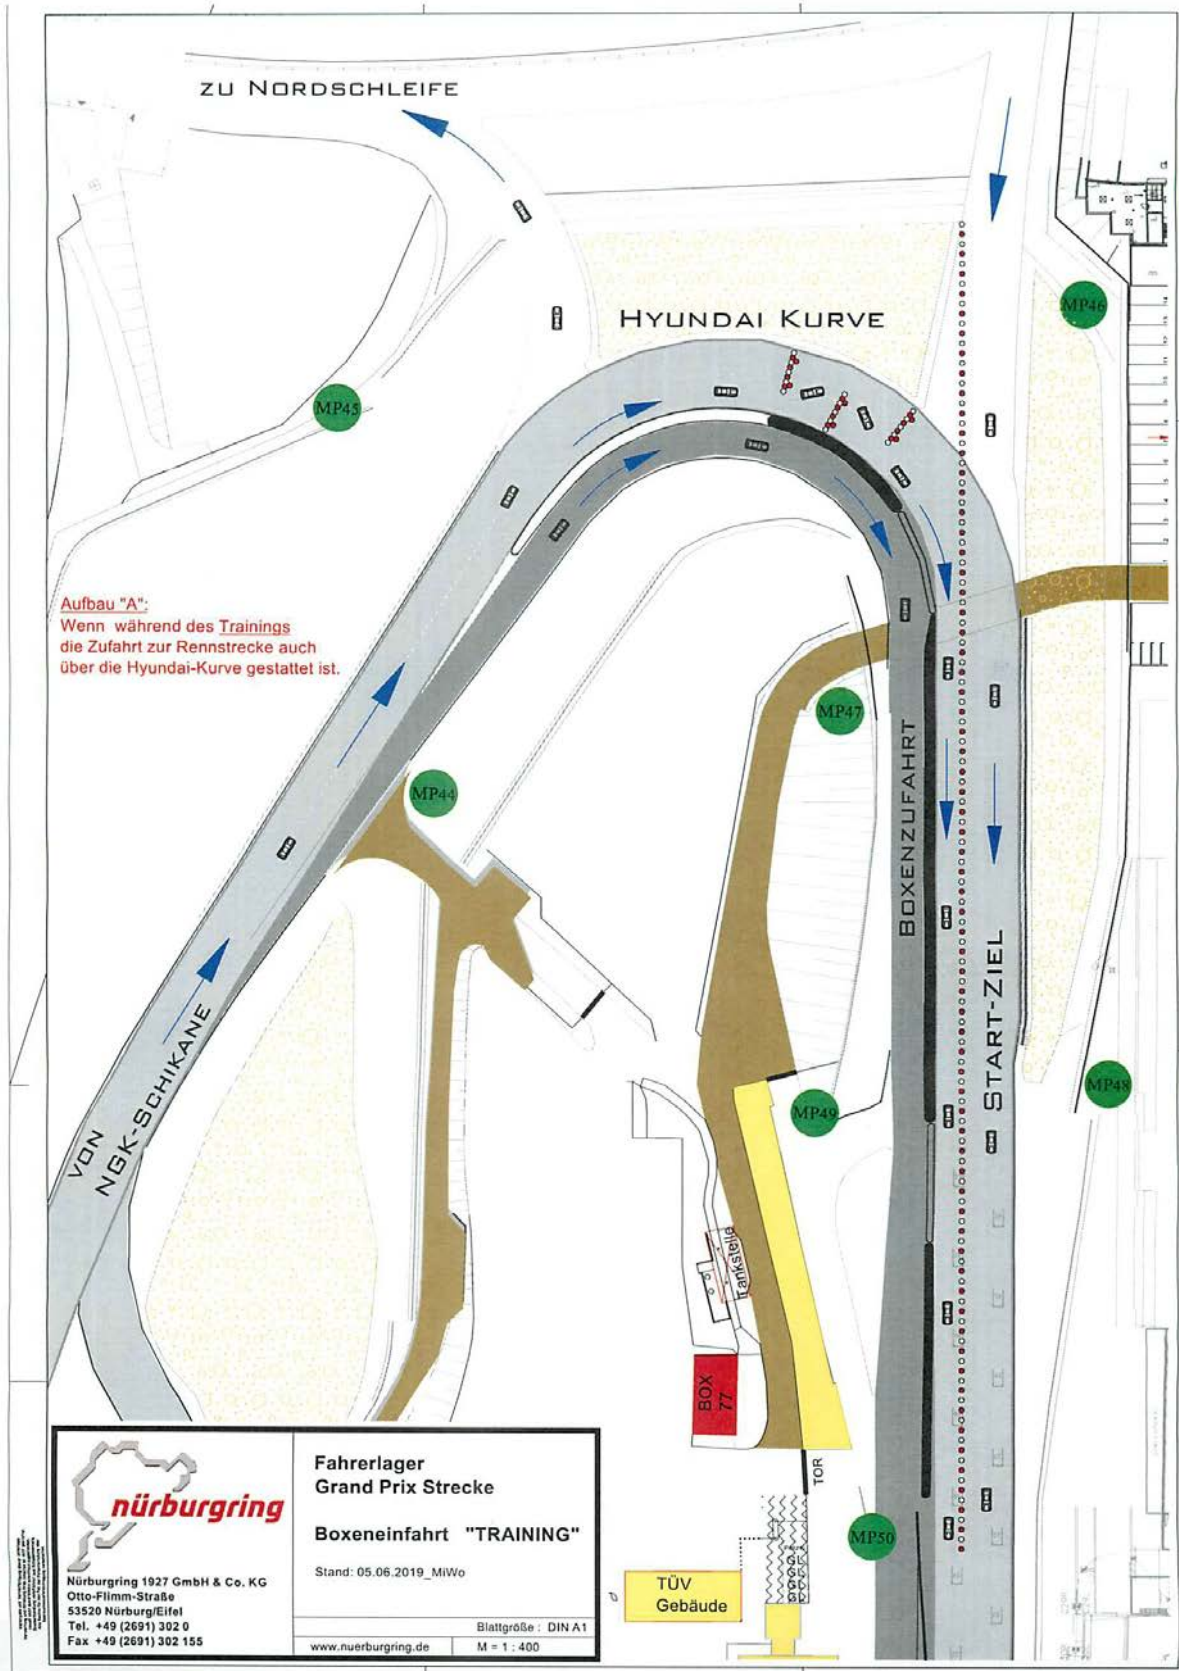 ZU NORDSCHLEIFE
HYUNDAI KURVE
MP46
MP45
Aufbau "A":
Wenn während des Trainings
die Zufahrt zur Rennstrecke auch
über die Hyundai-Kurve gestattet ist.
MP47
MP44
BOXENZUFAHRT
START-ZIEL
VON
NGK-SCHIKANE
MP48
MP49
Tankstelle
BOX
77
TOR
MP50
TÜV
Gebäude
nürburgring
Nürburgring 1927 GmbH & Co. KG
Otto-Flimm-Straße
53520 Nürburg/Eifel
Tel. +49 (2691) 302 0
Fax +49 (2691) 302 155
Fahrerlager
Grand Prix Strecke
Boxeneinfahrt "TRAINING"
Stand: 05.06.2019_MiWo
Blattgröße : DIN A1
www.nuerburgring.de
M = 1 : 400